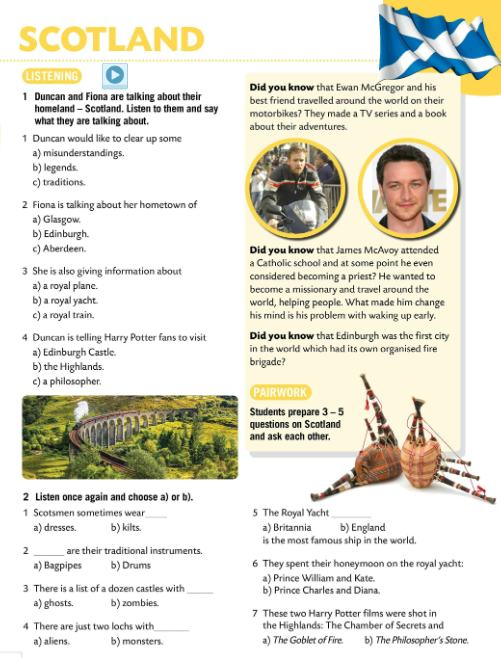 SCOTLAND
LISTENING
1 Duncan and Fiona are talking about their
homeland – Scotland. Listen to them and say
what they are talking about.
1 Duncan would like to clear up some
a) misunderstandings.
b) legends.
c) traditions.
2 Fiona is talking about her hometown of
a) Glasgow.
b) Edinburgh.
c) Aberdeen.
3 She is also giving information about
a) a royal plane.
b) a royal yacht.
c) a royal train.
4 Duncan is telling Harry Potter fans to visit
a) Edinburgh Castle.
b) the Highlands.
c) a philosopher.
Did you know that Ewan McGregor and his
best friend travelled around the world on their
motorbikes? They made a TV series and a book
about their adventures.
Did you know that James McAvoy attended
a Catholic school and at some point he even
considered becoming a priest? He wanted to
become a missionary and travel around the
world, helping people. What made him change
his mind is his problem with waking up early.
Did you know that Edinburgh was the first city
in the world which had its own organised fire
brigade?
PAIRWORK
Students prepare 3 – 5
questions on Scotland
and ask each other.
2 Listen once again and choose a) or b).
1 Scotsmen sometimes wear_____
a) dresses. b) kilts.
2 ______ are their traditional instruments.
a) Bagpipes b) Drums
3 There is a list of a dozen castles with _____
a) ghosts. b) zombies.
4 There are just two lochs with_______
a) aliens. b) monsters.
5 The Royal Yacht ________
a) Britannia b) England
is the most famous ship in the world.
6 They spent their honeymoon on the royal yacht:
a) Prince William and Kate.
b) Prince Charles and Diana.
7 These two Harry Potter films were shot in
the Highlands: The Chamber of Secrets and
a) The Goblet of Fire. b) The Philosopher's Stone.